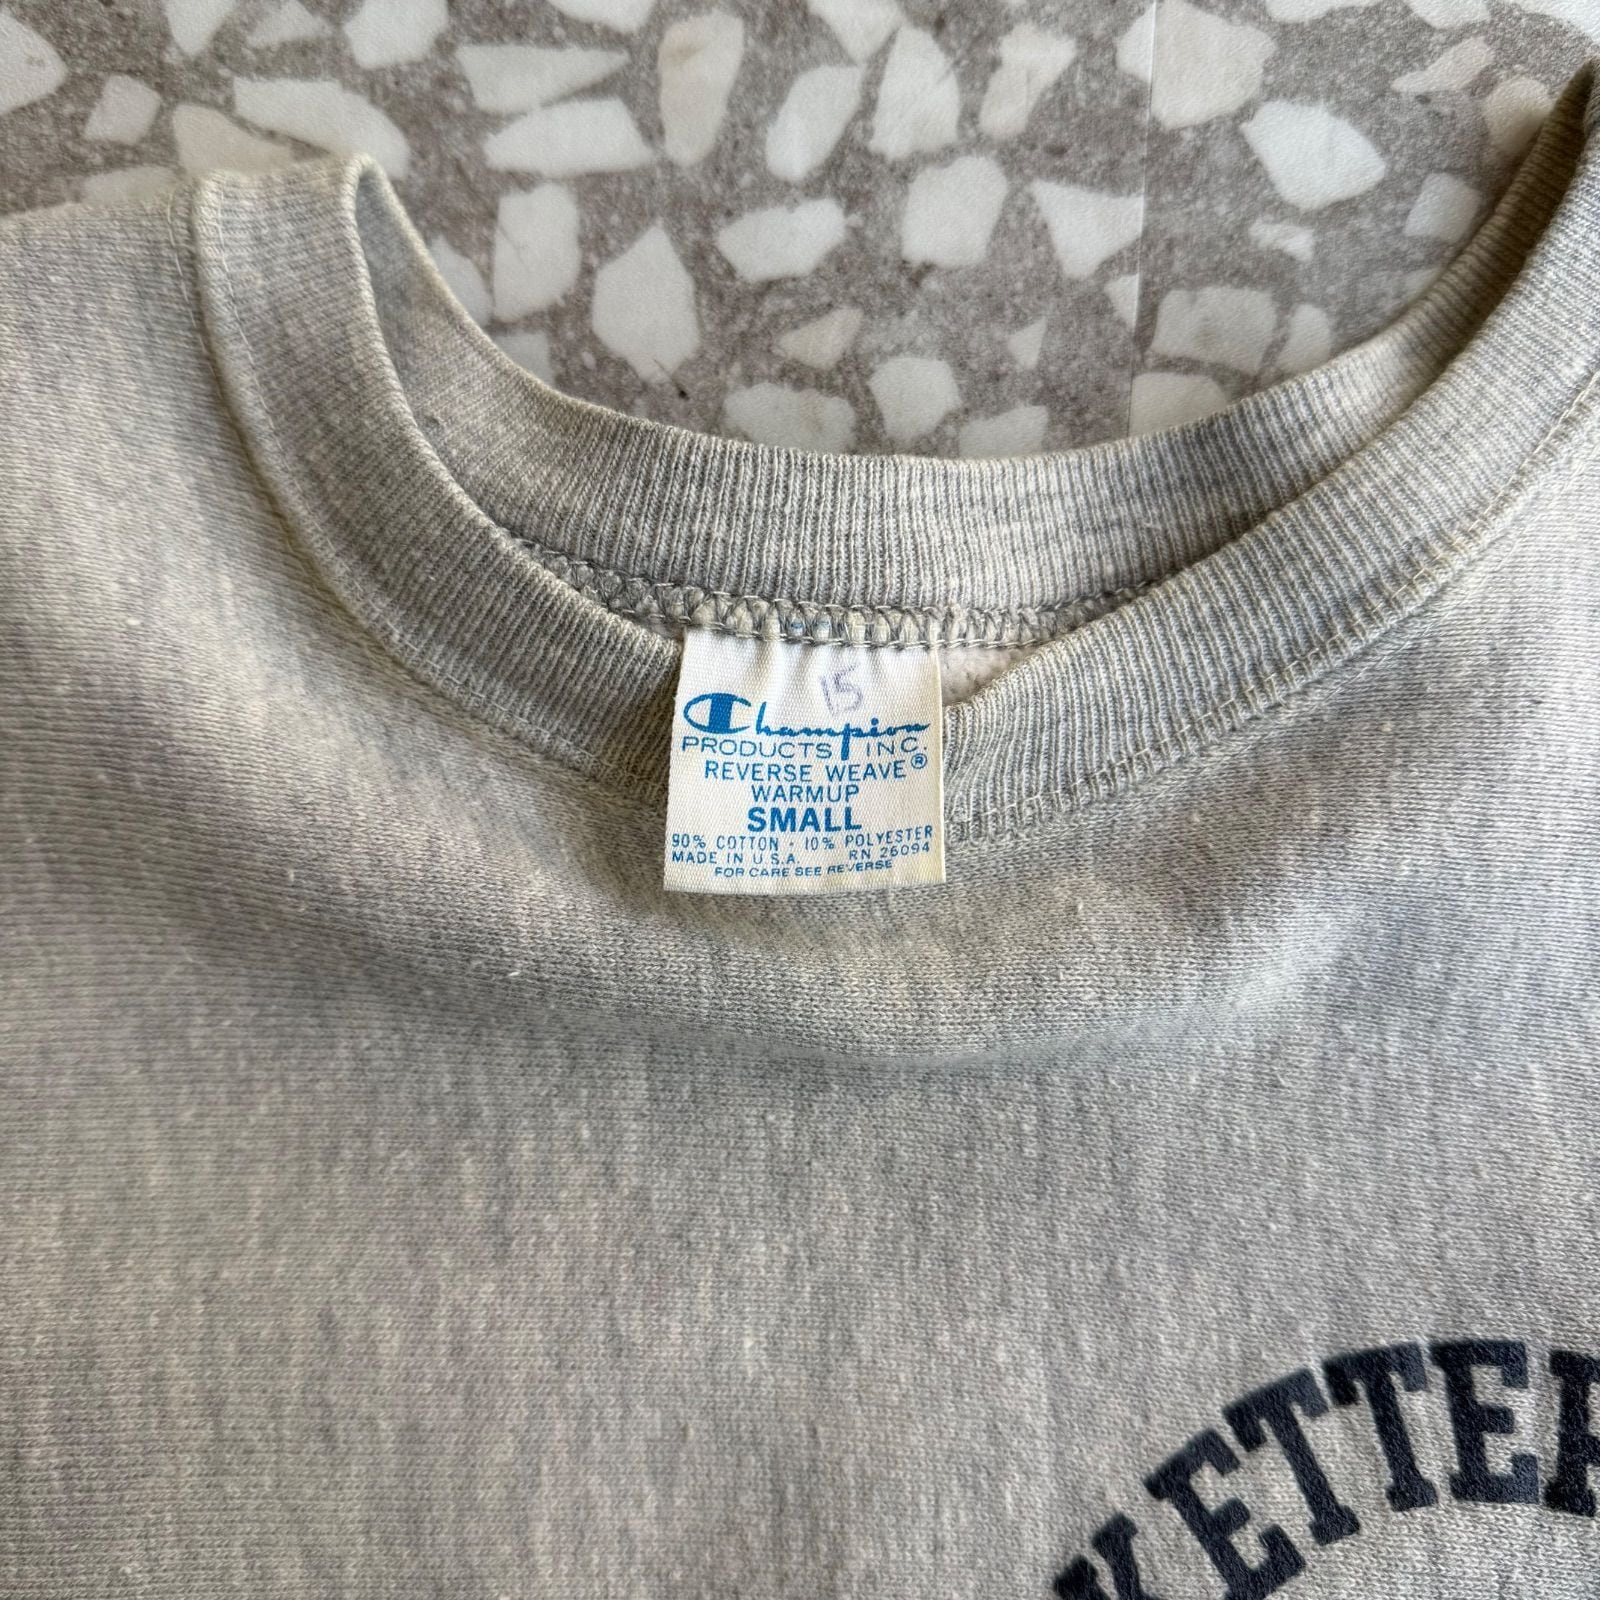 15
Champion
PRODUCTS INC.
REVERSE WEAVE®
WARMUP
SMALL
90% COTTON · 10% POLYESTER
MADE IN U.S.A. RN 26094
FOR CARE SEE REVERSE
KETTER